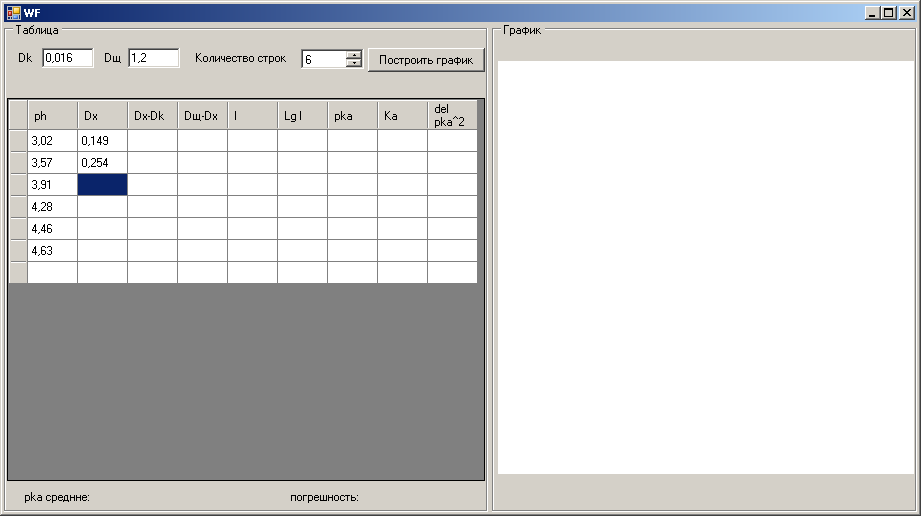 WF
Таблица
График
Dk 0,016 Dщ 1,2 Количество строк 6 Построить график
ph Dx Dx-Dk Dщ-Dx I Lg I pka Ka del pka^2
3,02 0,149
3,57 0,254
3,91
4,28
4,46
4,63
pka среднне: погрешность: